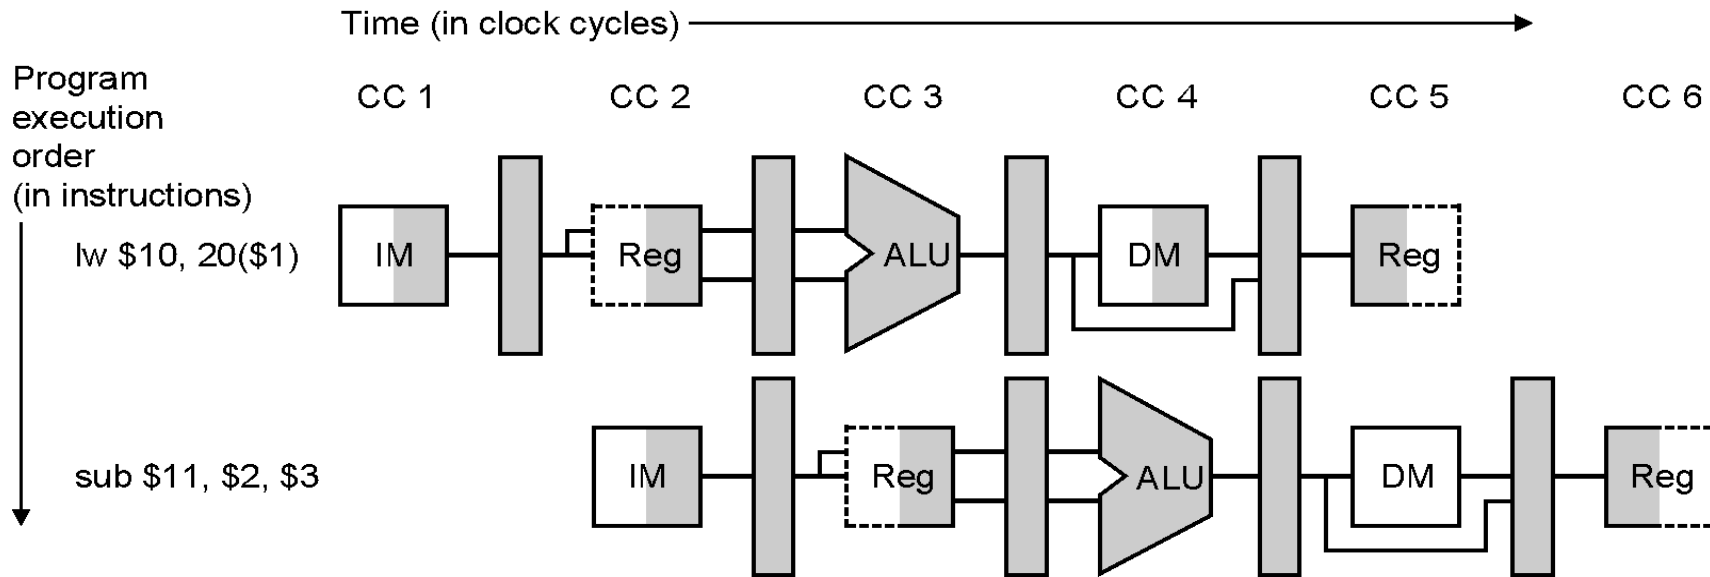 Time (in clock cycles)
Program
execution
order
(in instructions)
CC 1 CC 2 CC 3 CC 4 CC 5 CC 6
lw $10, 20($1) IM Reg ALU DM Reg
sub $11, $2, $3 IM Reg ALU DM Reg